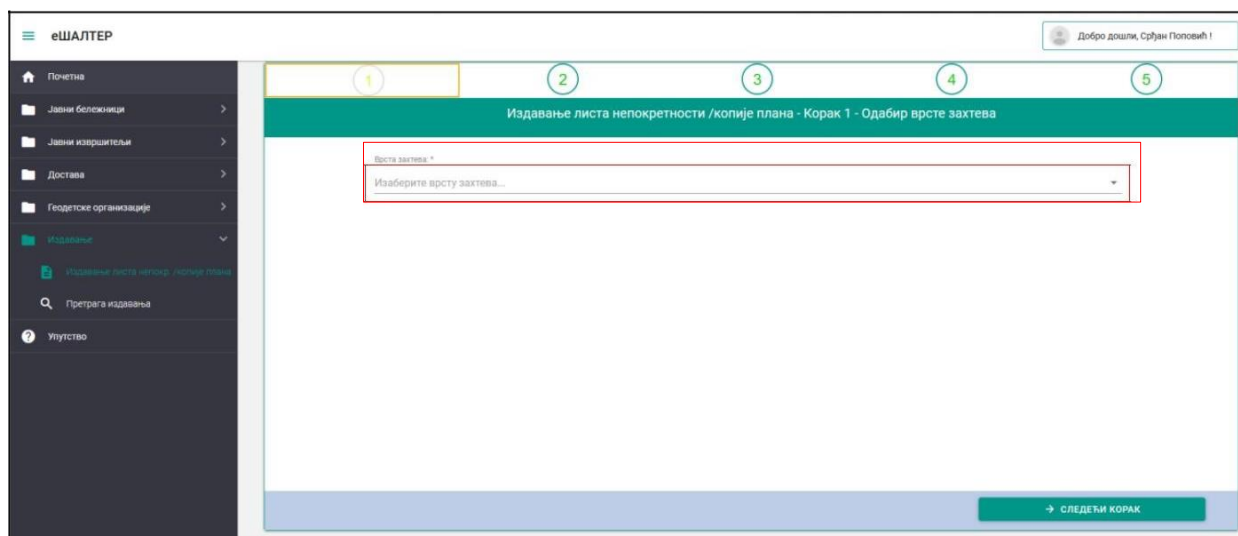 еШАЛТЕР
Добро дошли, Срђан Поповић !
Почетна
Јавни бележници
Јавни извршитељи
Достава
Геодетске организације
Издавање
Издавање листа непокр. /копије плана
Претрага издавања
Упутство
1 2 3 4 5
Издавање листа непокретности /копије плана - Корак 1 - Одабир врсте захтева
Врста захтева: *
Изаберите врсту захтева...
СЛЕДЕЋИ КОРАК